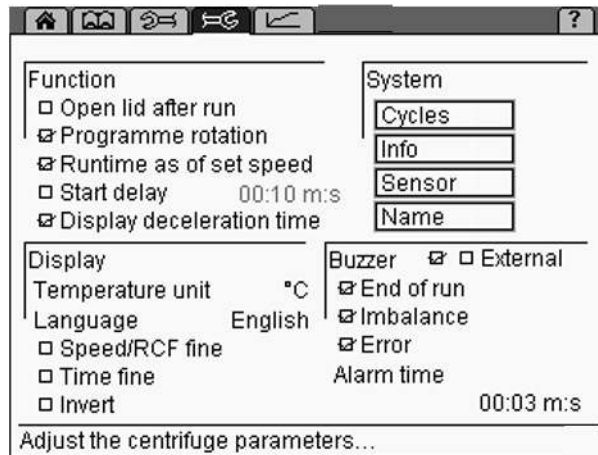 ?
Function
Open lid after run
Programme rotation
Runtime as of set speed
Start delay 00:10 m:s
Display deceleration time
System
Cycles
Info
Sensor
Name
Display
Temperature unit °C
Language English
Speed/RCF fine
Time fine
Invert
Buzzer External
End of run
Imbalance
Error
Alarm time
00:03 m:s
Adjust the centrifuge parameters...